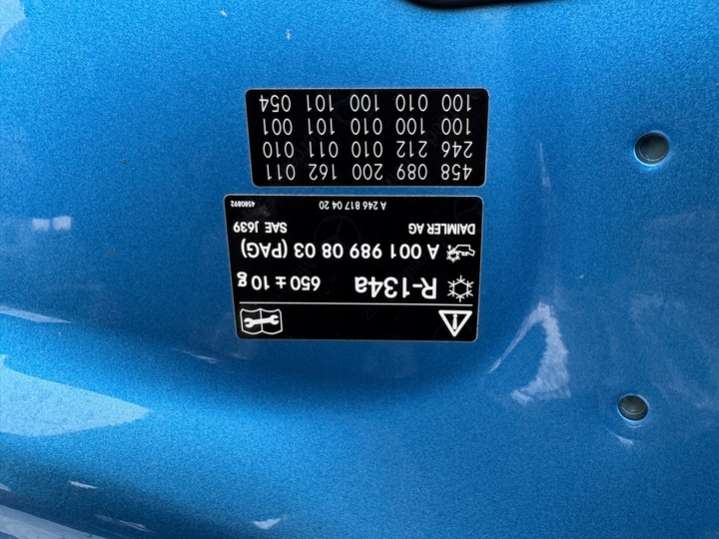 R-134a 650 ± 10 g
A 001 989 08 03 (PAG)
DAIMLER AG SAE J639
A 246 817 04 20 4580892
458 089 200 162 011
246 212 010 011 010
100 100 010 101 001
100 010 100 101 054